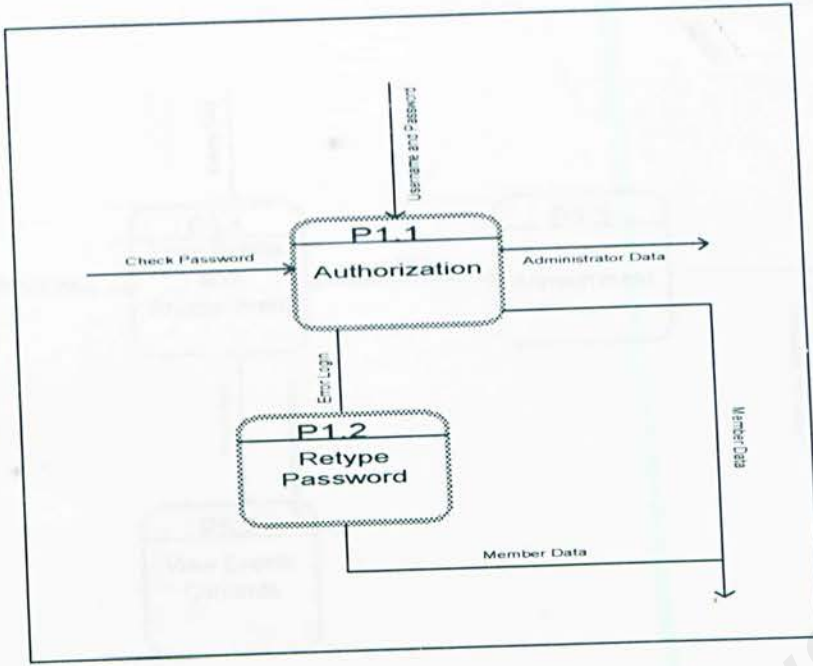 Username and Password
P1.1
Authorization
Check Password
Administrator Data
Error Login
Member Data
P1.2
Retype
Password
Member Data